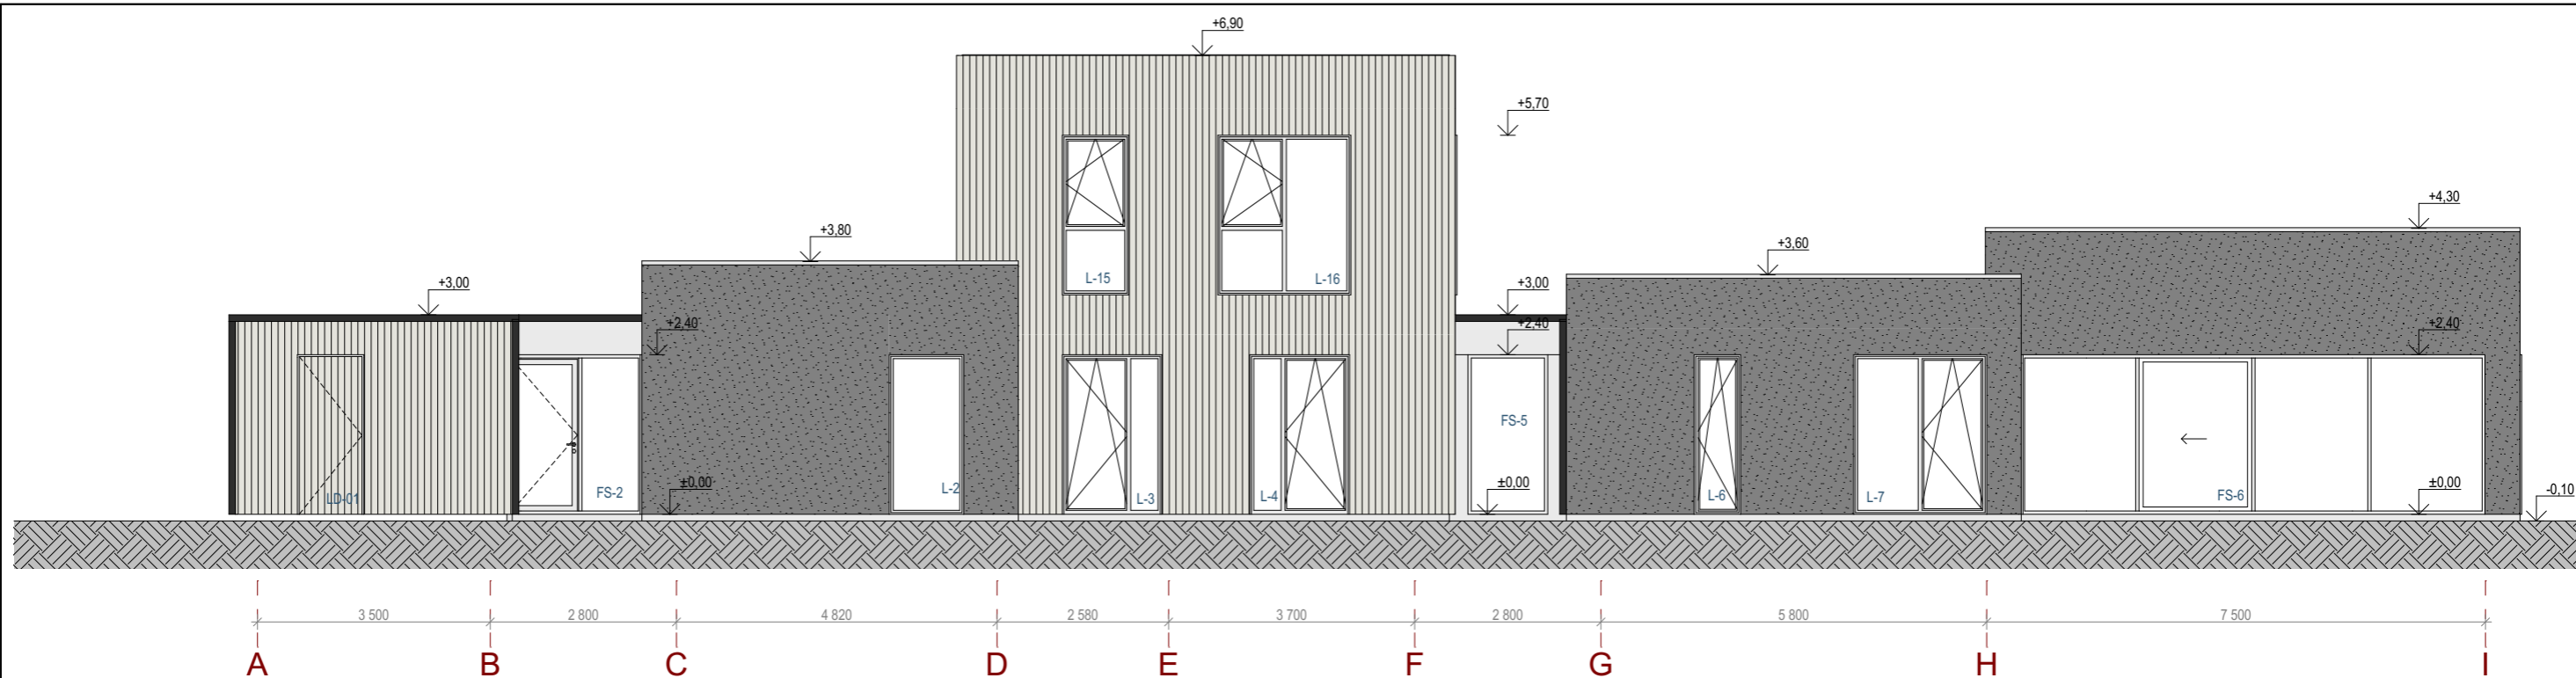 +6,90
+5,70
+4,30
+3,80
+3,60
+3,00
+3,00
+2,40
+2,40
+2,40
L-15
L-16
LD-01
FS-2
L-2
L-3
L-4
FS-5
L-6
L-7
FS-6
±0,00
±0,00
±0,00
-0,10
3 500
2 800
4 820
2 580
3 700
2 800
5 800
7 500
A
B
C
D
E
F
G
H
I